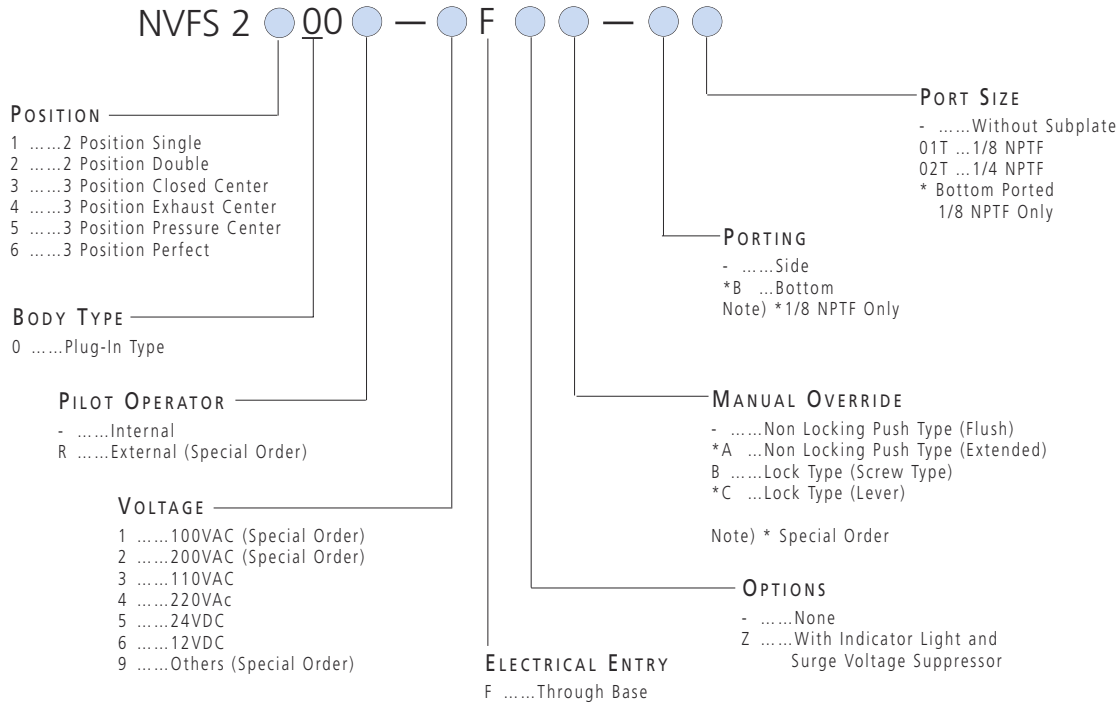 NVFS 2 00 — F —
POSITION
1 ......2 Position Single
2 ......2 Position Double
3 ......3 Position Closed Center
4 ......3 Position Exhaust Center
5 ......3 Position Pressure Center
6 ......3 Position Perfect
BODY TYPE
0 ......Plug-In Type
PILOT OPERATOR
- ......Internal
R ......External (Special Order)
VOLTAGE
1 ......100VAC (Special Order)
2 ......200VAC (Special Order)
3 ......110VAC
4 ......220VAc
5 ......24VDC
6 ......12VDC
9 ......Others (Special Order)
ELECTRICAL ENTRY
F ......Through Base
OPTIONS
- ......None
Z ......With Indicator Light and
Surge Voltage Suppressor
MANUAL OVERRIDE
- ......Non Locking Push Type (Flush)
*A ...Non Locking Push Type (Extended)
B ......Lock Type (Screw Type)
*C ...Lock Type (Lever)
Note) * Special Order
PORTING
- ......Side
*B ...Bottom
Note) *1/8 NPTF Only
PORT SIZE
- ......Without Subplate
01T ...1/8 NPTF
02T ...1/4 NPTF
* Bottom Ported
1/8 NPTF Only